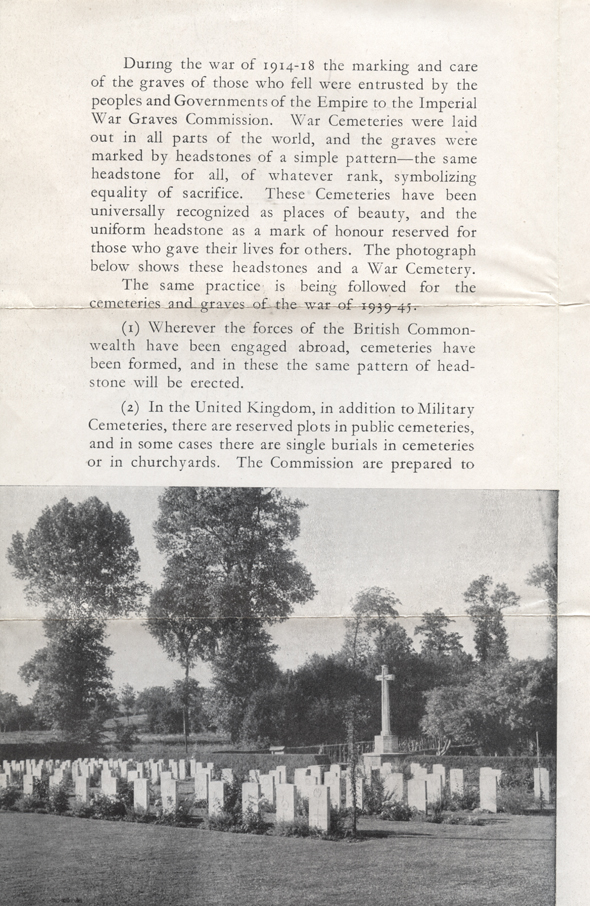 During the war of 1914-18 the marking and care
of the graves of those who fell were entrusted by the
peoples and Governments of the Empire to the Imperial
War Graves Commission. War Cemeteries were laid
out in all parts of the world, and the graves were
marked by headstones of a simple pattern—the same
headstone for all, of whatever rank, symbolizing
equality of sacrifice. These Cemeteries have been
universally recognized as places of beauty, and the
uniform headstone as a mark of honour reserved for
those who gave their lives for others. The photograph
below shows these headstones and a War Cemetery.
The same practice is being followed for the
cemeteries and graves of the war of 1939-45.
(1) Wherever the forces of the British Common-
wealth have been engaged abroad, cemeteries have
been formed, and in these the same pattern of head-
stone will be erected.
(2) In the United Kingdom, in addition to Military
Cemeteries, there are reserved plots in public cemeteries,
and in some cases there are single burials in cemeteries
or in churchyards. The Commission are prepared to